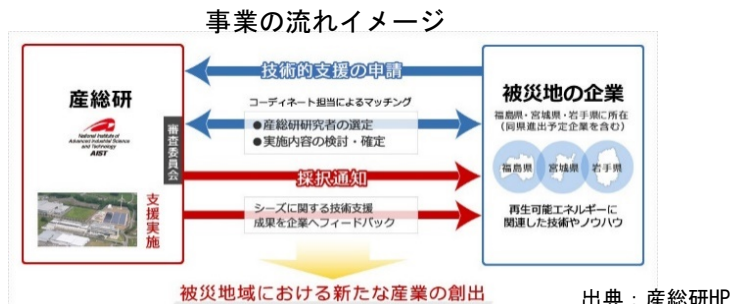 事業の流れイメージ
産総研
National Institute of
Advanced Industrial Science
and Technology
AIST
審査委員会
支援実施
技術的支援の申請
コーディネート担当によるマッチング
●産総研研究者の選定
●実施内容の検討・確定
採択通知
シーズに関する技術支援
成果を企業へフィードバック
被災地の企業
福島県・宮城県・岩手県に所在
（同県進出予定企業を含む）
福島県 宮城県 岩手県
再生可能エネルギーに
関連した技術やノウハウ
被災地域における新たな産業の創出
出典：産総研HP